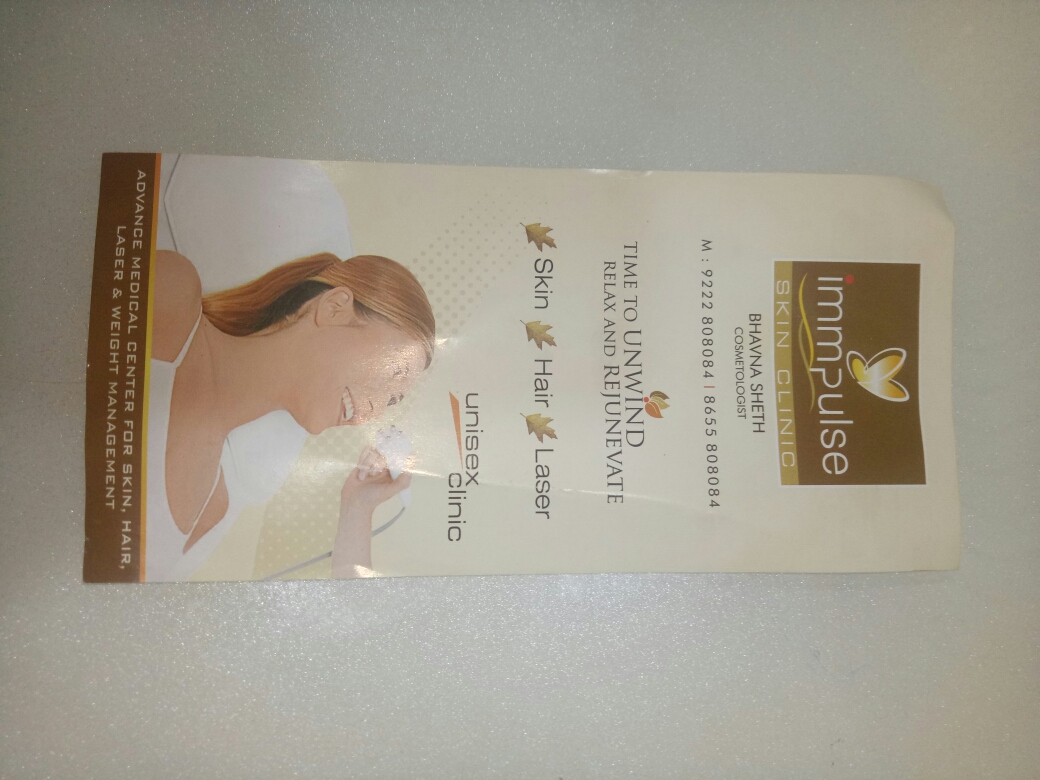 immpulse
SKIN CLINIC
BHAVNA SHETH
COSMETOLOGIST
M : 9222 808084 | 8655 808084
TIME TO UNWIND
RELAX AND REJUNEVATE
Skin Hair Laser
unisex
clinic
ADVANCE MEDICAL CENTER FOR SKIN, HAIR,
LASER & WEIGHT MANAGEMENT